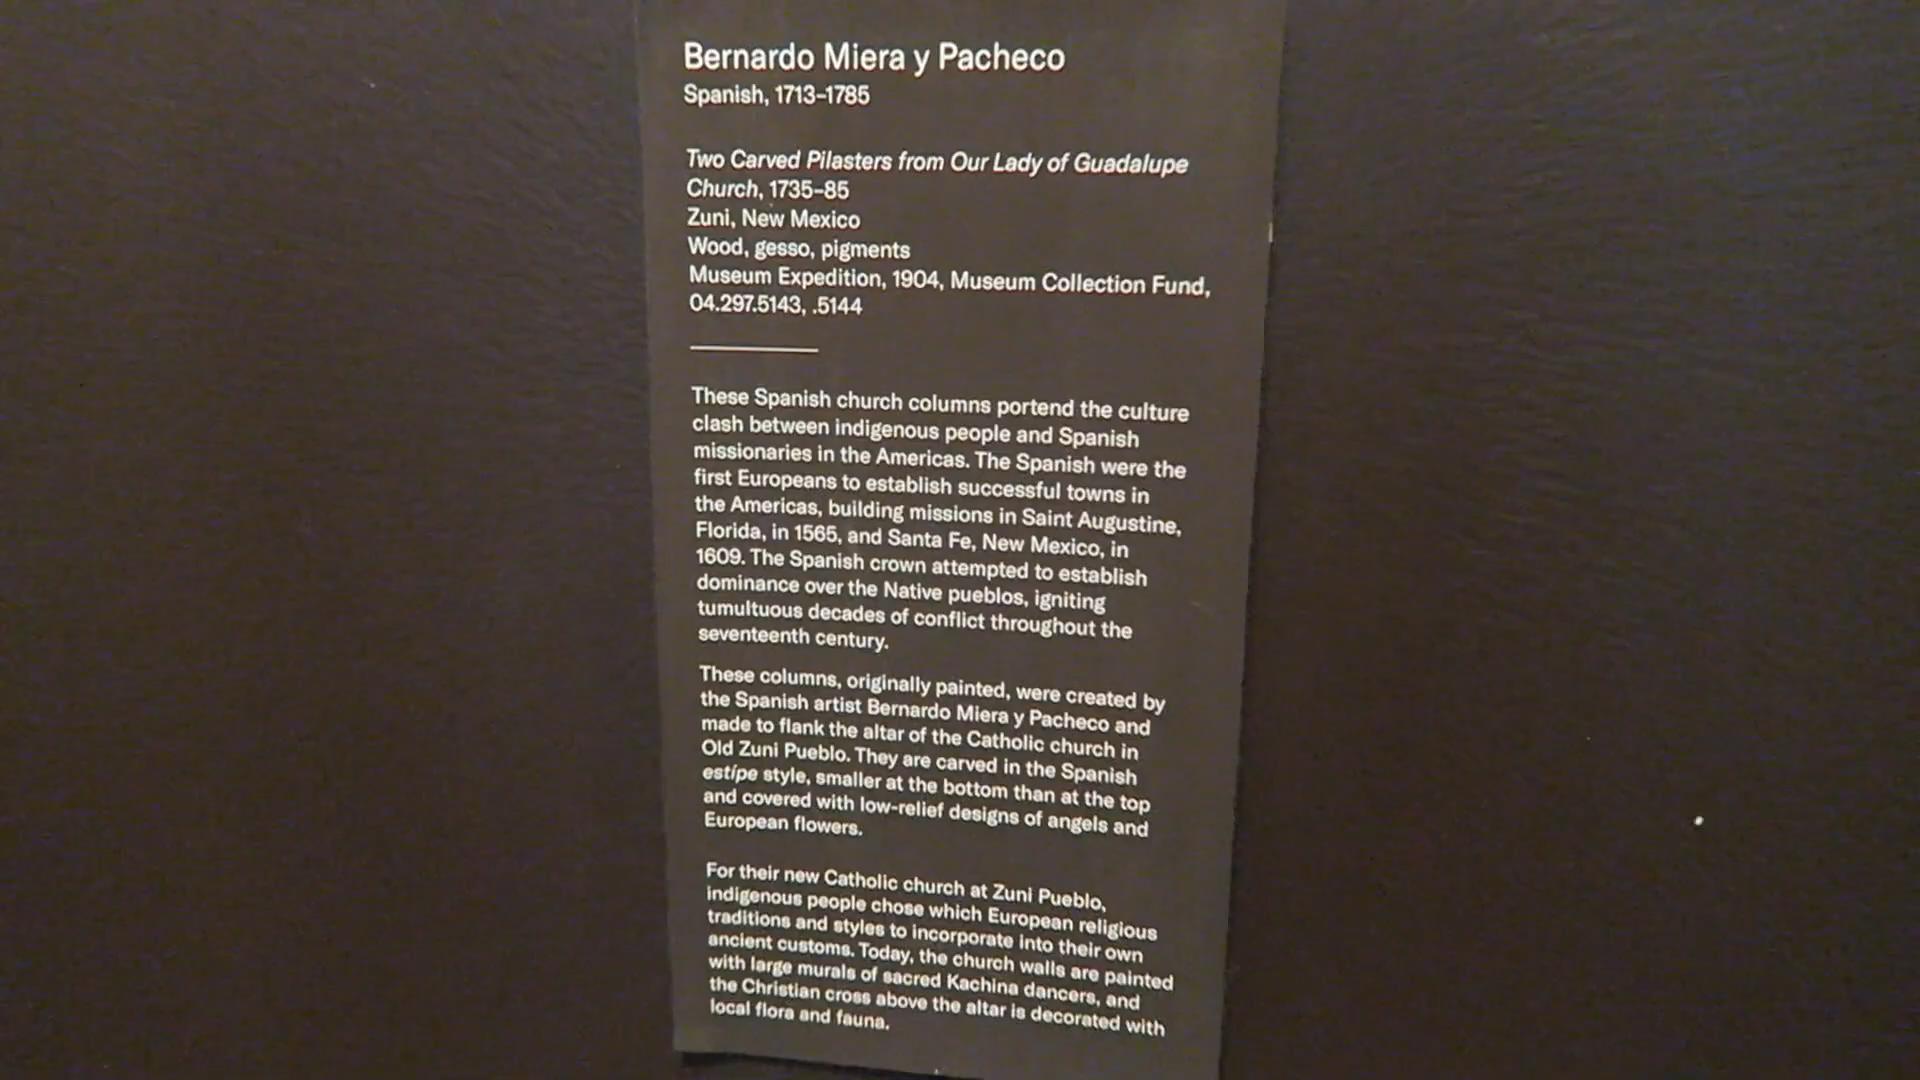 Bernardo Miera y Pacheco
Spanish, 1713–1785
Two Carved Pilasters from Our Lady of Guadalupe
Church, 1735–85
Zuni, New Mexico
Wood, gesso, pigments
Museum Expedition, 1904, Museum Collection Fund,
04.297.5143, .5144
These Spanish church columns portend the culture
clash between indigenous people and Spanish
missionaries in the Americas. The Spanish were the
first Europeans to establish successful towns in
the Americas, building missions in Saint Augustine,
Florida, in 1565, and Santa Fe, New Mexico, in
1609. The Spanish crown attempted to establish
dominance over the Native pueblos, igniting
tumultuous decades of conflict throughout the
seventeenth century.
These columns, originally painted, were created by
the Spanish artist Bernardo Miera y Pacheco and
made to flank the altar of the Catholic church in
Old Zuni Pueblo. They are carved in the Spanish
estípe style, smaller at the bottom than at the top
and covered with low-relief designs of angels and
European flowers.
For their new Catholic church at Zuni Pueblo,
indigenous people chose which European religious
traditions and styles to incorporate into their own
ancient customs. Today, the church walls are painted
with large murals of sacred Kachina dancers, and
the Christian cross above the altar is decorated with
local flora and fauna.